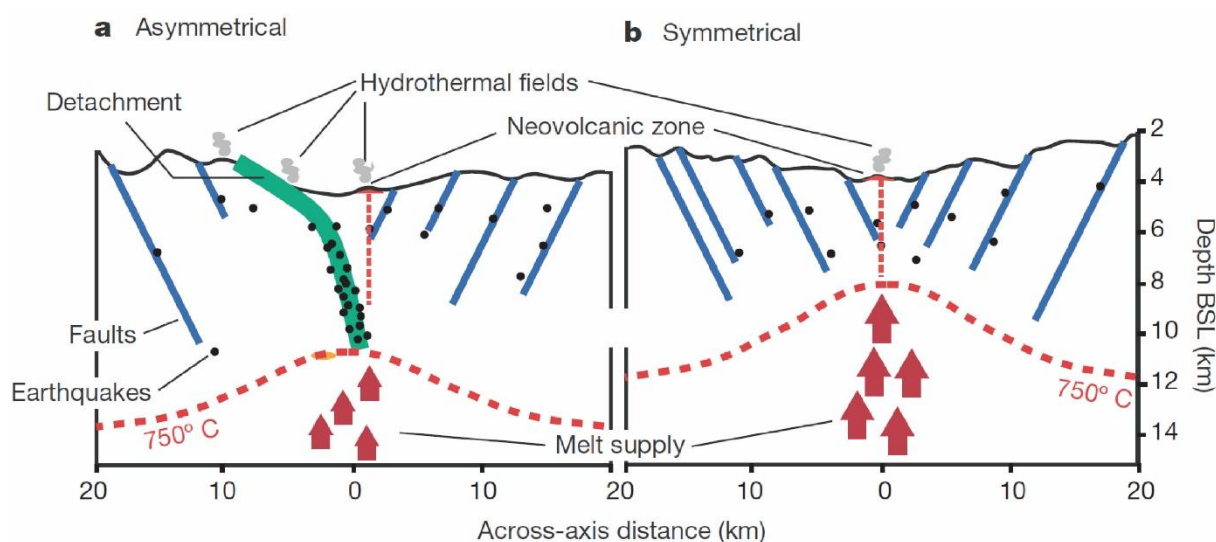 a Asymmetrical
b Symmetrical
Hydrothermal fields
Detachment
Neovolcanic zone
Faults
Earthquakes
750° C
750° C
Melt supply
2
4
6
8
10
12
14
Depth BSL (km)
20 10 0 10 20
10 0 10 20
Across-axis distance (km)